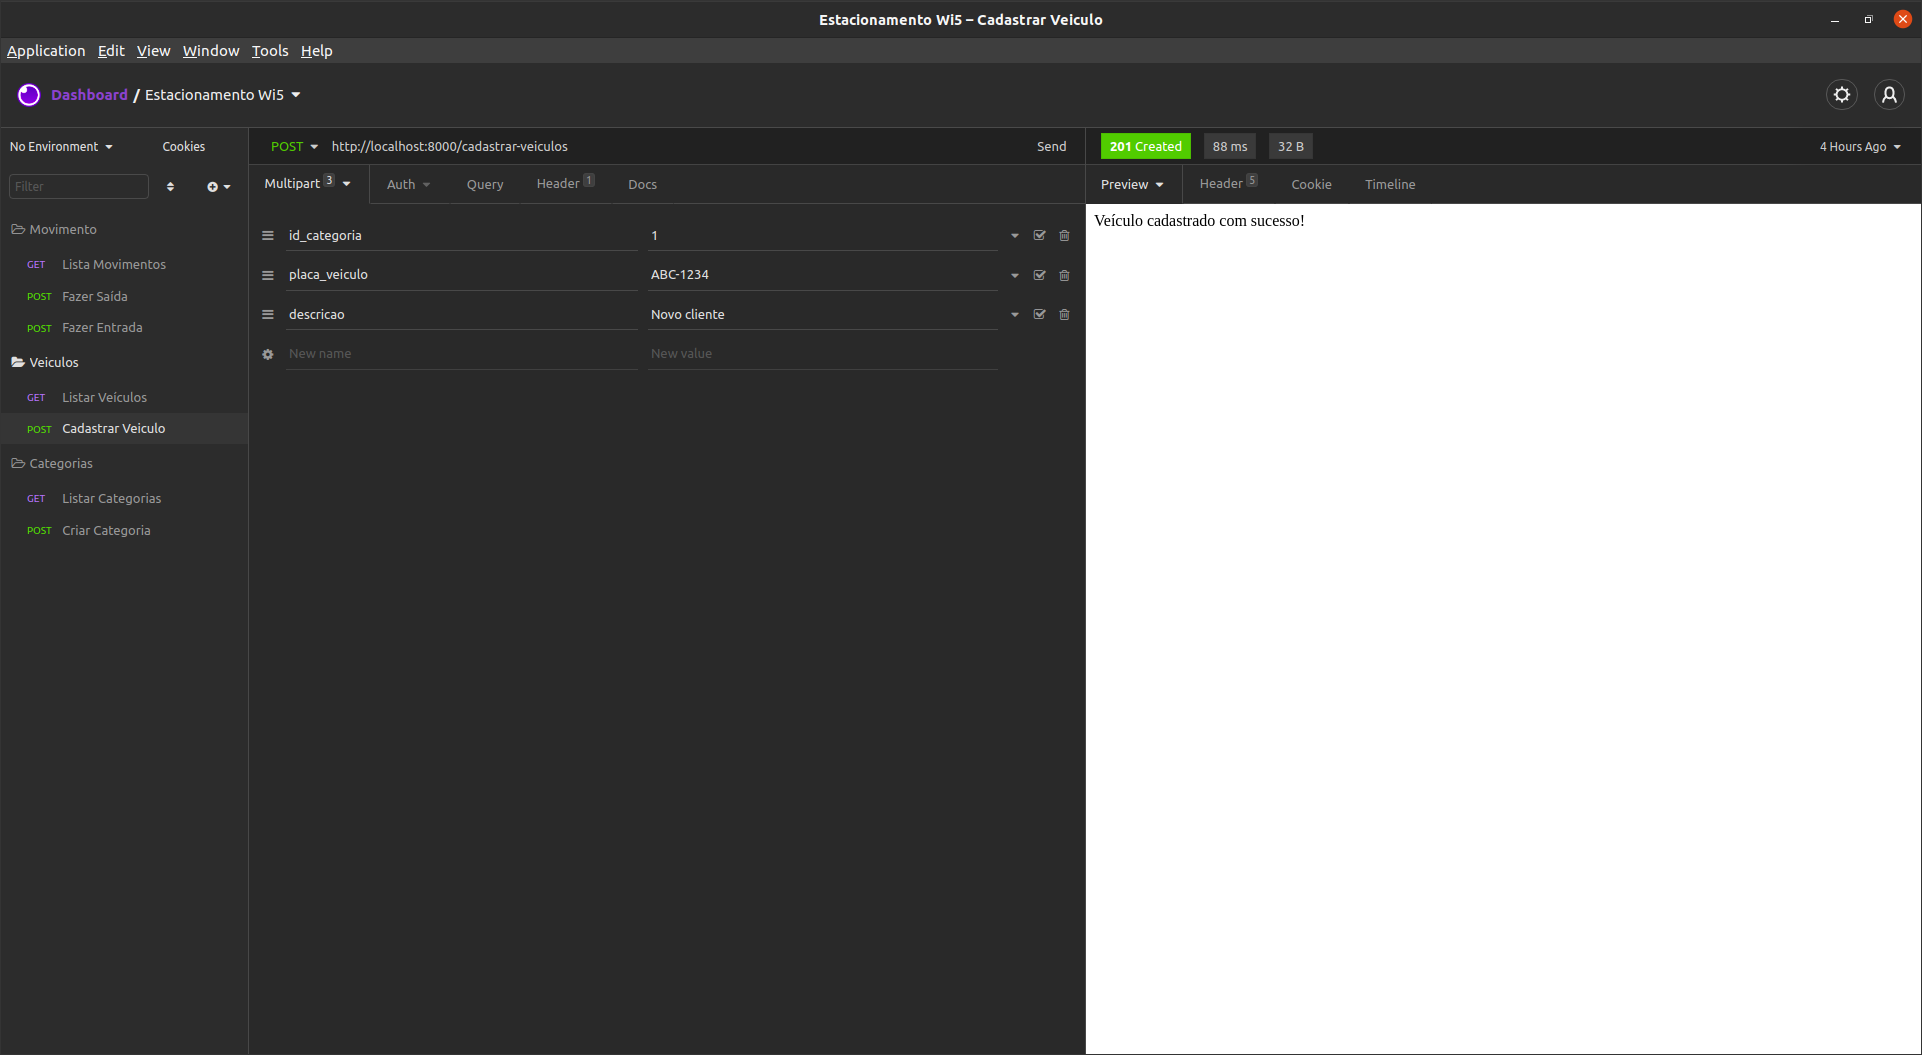 Estacionamento Wi5 – Cadastrar Veiculo
Application Edit View Window Tools Help
Dashboard / Estacionamento Wi5
No Environment Cookies
Filter
Movimento
GET Lista Movimentos
POST Fazer Saída
POST Fazer Entrada
Veiculos
GET Listar Veículos
POST Cadastrar Veiculo
Categorias
GET Listar Categorias
POST Criar Categoria
POST http://localhost:8000/cadastrar-veiculos Send
Multipart 3 Auth Query Header 1 Docs
id_categoria 1
placa_veiculo ABC-1234
descricao Novo cliente
New name New value
201 Created 88 ms 32 B 4 Hours Ago
Preview Header 5 Cookie Timeline
Veículo cadastrado com sucesso!